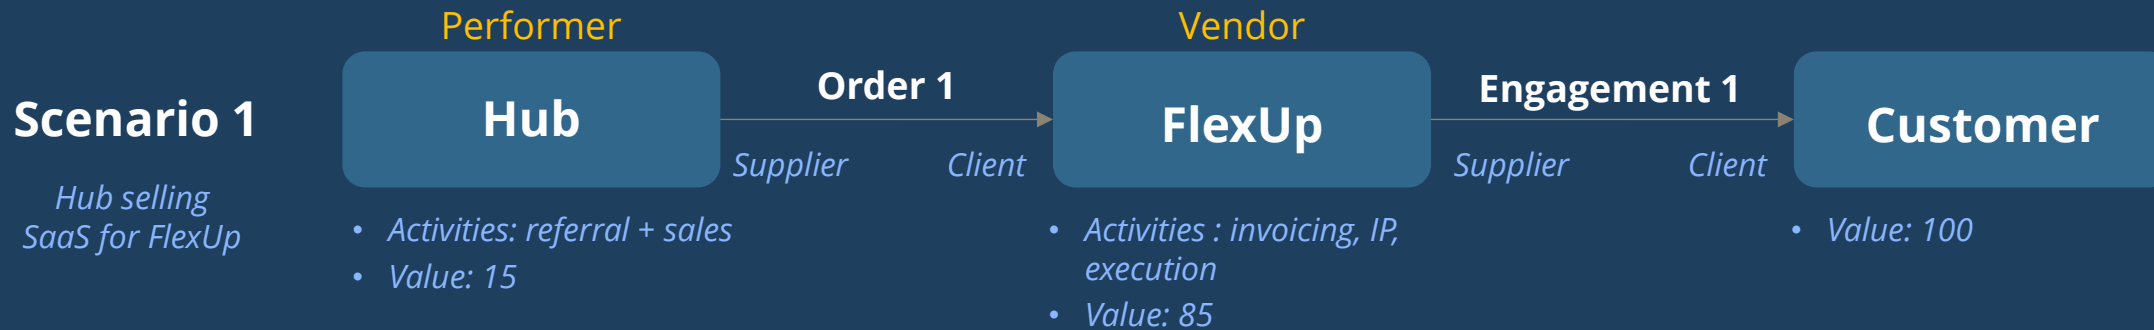 Performer
Vendor
Scenario 1
Hub
Order 1
FlexUp
Engagement 1
Customer
Supplier
Client
Supplier
Client
Hub selling
SaaS for FlexUp
• Activities: referral + sales
• Value: 15
• Activities : invoicing, IP,
execution
• Value: 85
• Value: 100